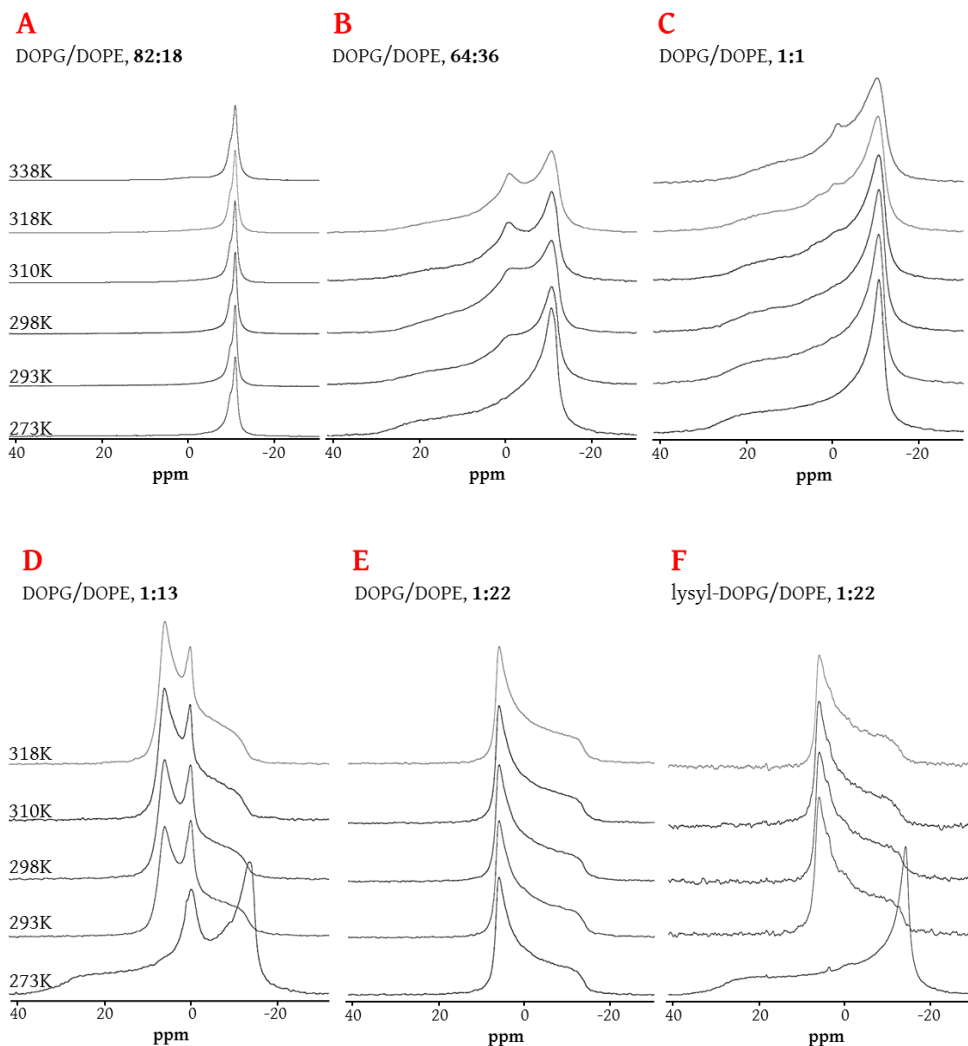 A B C
DOPG/DOPE, 82:18 DOPG/DOPE, 64:36 DOPG/DOPE, 1:1
338K
318K
310K
298K
293K
273K
40 20 0 -20 40 20 0 -20 40 20 0 -20
ppm ppm ppm
D E F
DOPG/DOPE, 1:13 DOPG/DOPE, 1:22 lysyl-DOPG/DOPE, 1:22
318K
310K
298K
293K
273K
40 20 0 -20 40 20 0 -20 40 20 0 -20
ppm ppm ppm